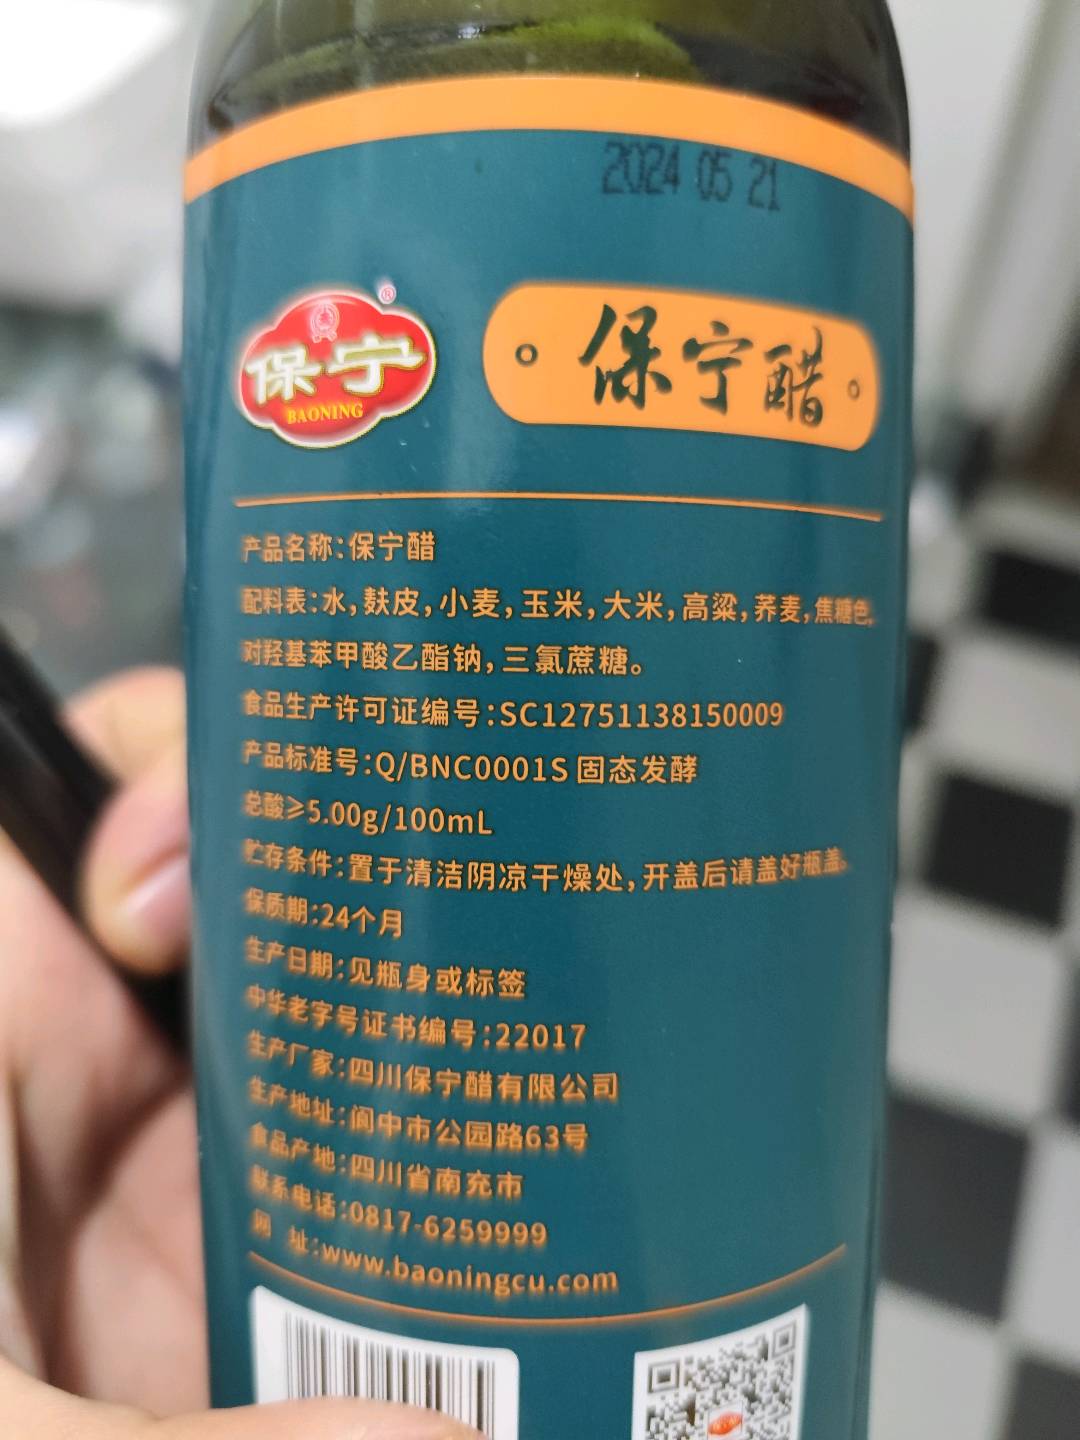 2024 05 21
保宁®
BAONING
保宁醋
产品名称：保宁醋
配料表：水，麸皮，小麦，玉米，大米，高粱，荞麦，焦糖色，
对羟基苯甲酸乙酯钠，三氯蔗糖。
食品生产许可证编号：SC12751138150009
产品标准号：Q/BNC0001S 固态发酵
总酸≥5.00g/100mL
贮存条件：置于清洁阴凉干燥处，开盖后请盖好瓶盖。
保质期：24个月
生产日期：见瓶身或标签
中华老字号证书编号：22017
生产厂家：四川保宁醋有限公司
生产地址：阆中市公园路63号
食品产地：四川省南充市
联系电话：0817-6259999
网 址：www.baoningcu.com